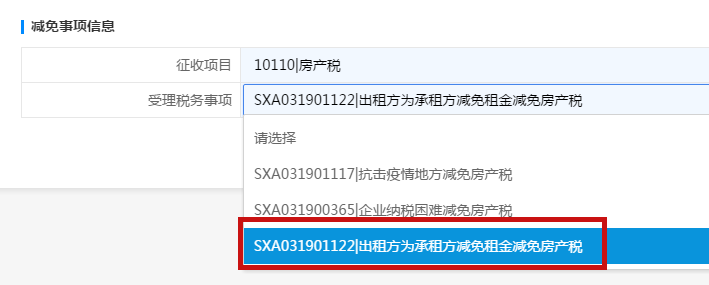 减免事项信息
征收项目 10110|房产税
受理税务事项 SXA031901122|出租方为承租方减免租金减免房产税
请选择
SXA031901117|抗击疫情地方减免房产税
SXA031900365|企业纳税困难减免房产税
SXA031901122|出租方为承租方减免租金减免房产税